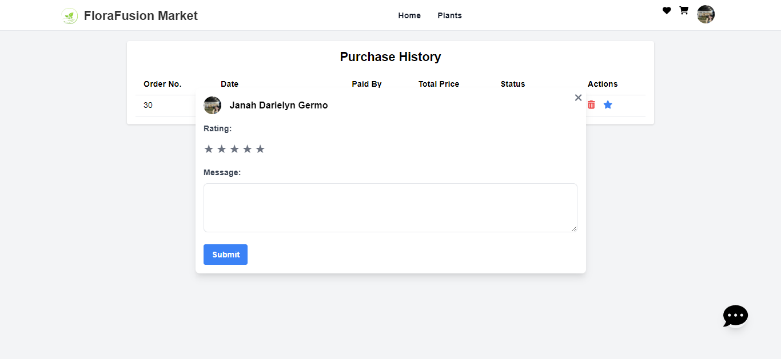 FloraFusion Market Home Plants
Purchase History
Order No. Date Paid By Total Price Status Actions
30
Janah Darielyn Germo
Rating:
Message:
Submit